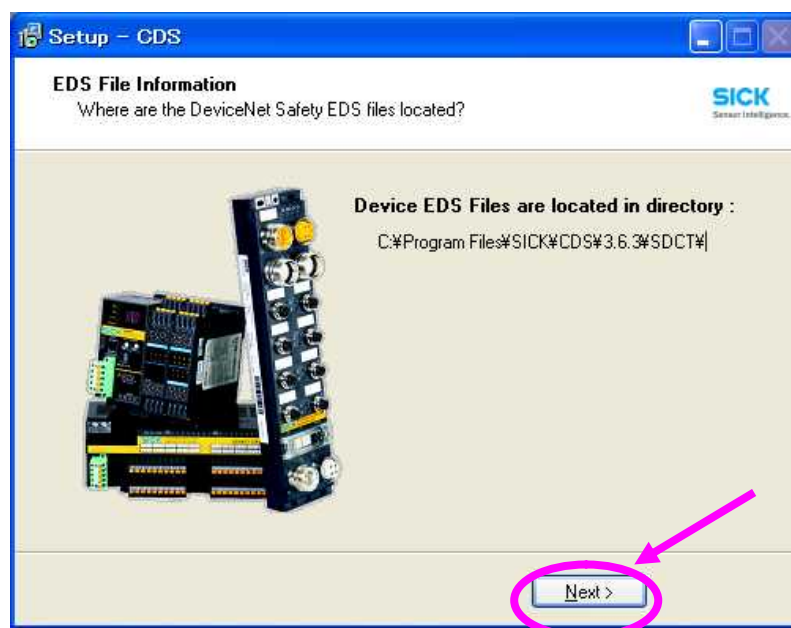 Setup - CDS
EDS File Information
Where are the DeviceNet Safety EDS files located?
SICK
Sensor Intelligence.
Device EDS Files are located in directory :
C:¥Program Files¥SICK¥CDS¥3.6.3¥SDCT¥
Next >